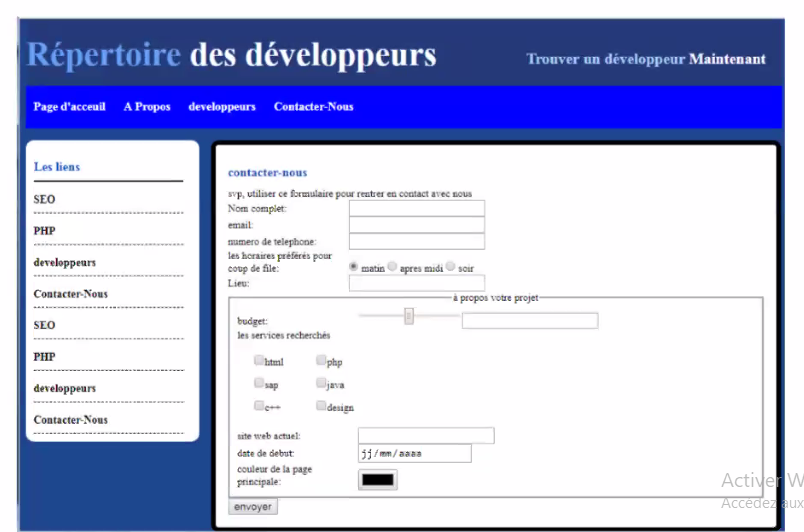 Répertoire des développeurs
Trouver un développeur Maintenant
Page d'acceuil A Propos developpeurs Contacter-Nous
Les liens
SEO
PHP
developpeurs
Contacter-Nous
SEO
PHP
developpeurs
Contacter-Nous
contacter-nous
svp, utiliser ce formulaire pour rentrer en contact avec nous
Nom complet:
email:
numero de telephone:
les horaires préférés pour
coup de file:
matin apres midi soir
Lieu:
à propos votre projet
budget:
les services recherchés
html php
sap java
c++ design
site web actuel:
date de debut: jj/mm/aaaa
couleur de la page
principale:
envoyer
Activer W
Accédez aux